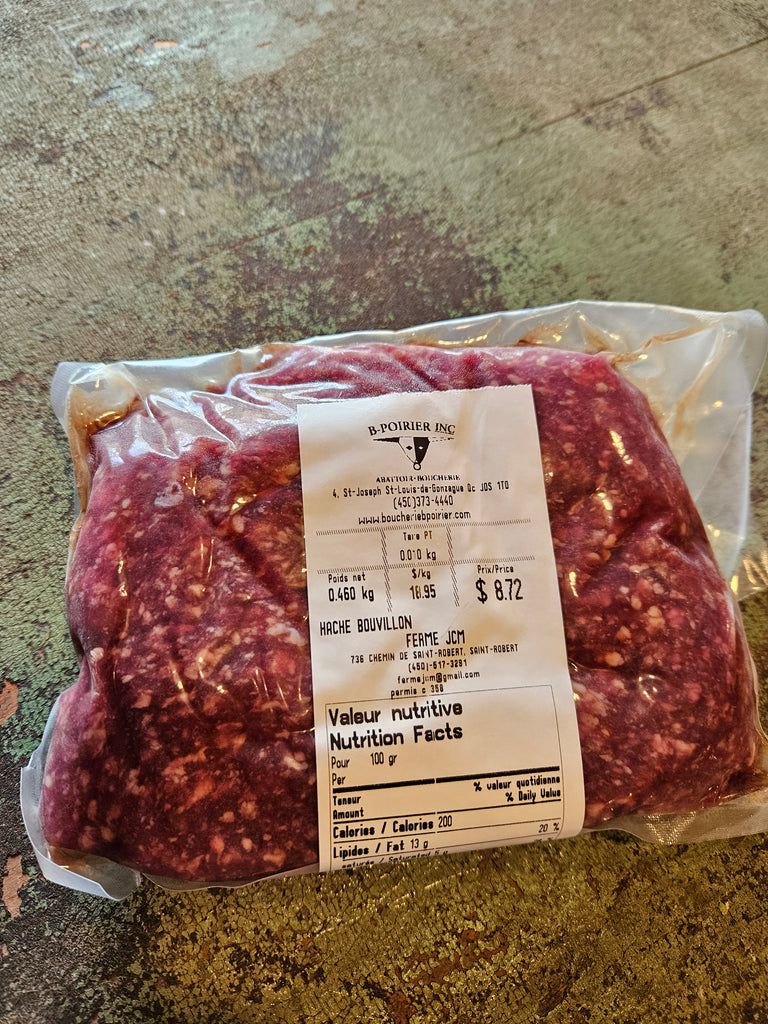 B-POIRIER INC
ABATTOIR-BOUCHERIE
4, St-Joseph St-Louis-de-Gonzague Qc J0S 1T0
(450)373-4440
www.boucheriebpoirier.com
Tare PT
0.010 kg
Poids net $/kg Prix/Price
0.460 kg 18.95 $ 8.72
HACHE BOUVILLON
FERME JCM
736 CHEMIN DE SAINT-ROBERT, SAINT-ROBERT
(450)-517-3291
fermejcm@gmail.com
permis c 358
Valeur nutritive
Nutrition Facts
Pour 100 gr
Per
Teneur % valeur quotidienne
Amount % Daily Value
Calories / Calories 200
Lipides / Fat 13 g 20 %
saturés / Saturated 5 g